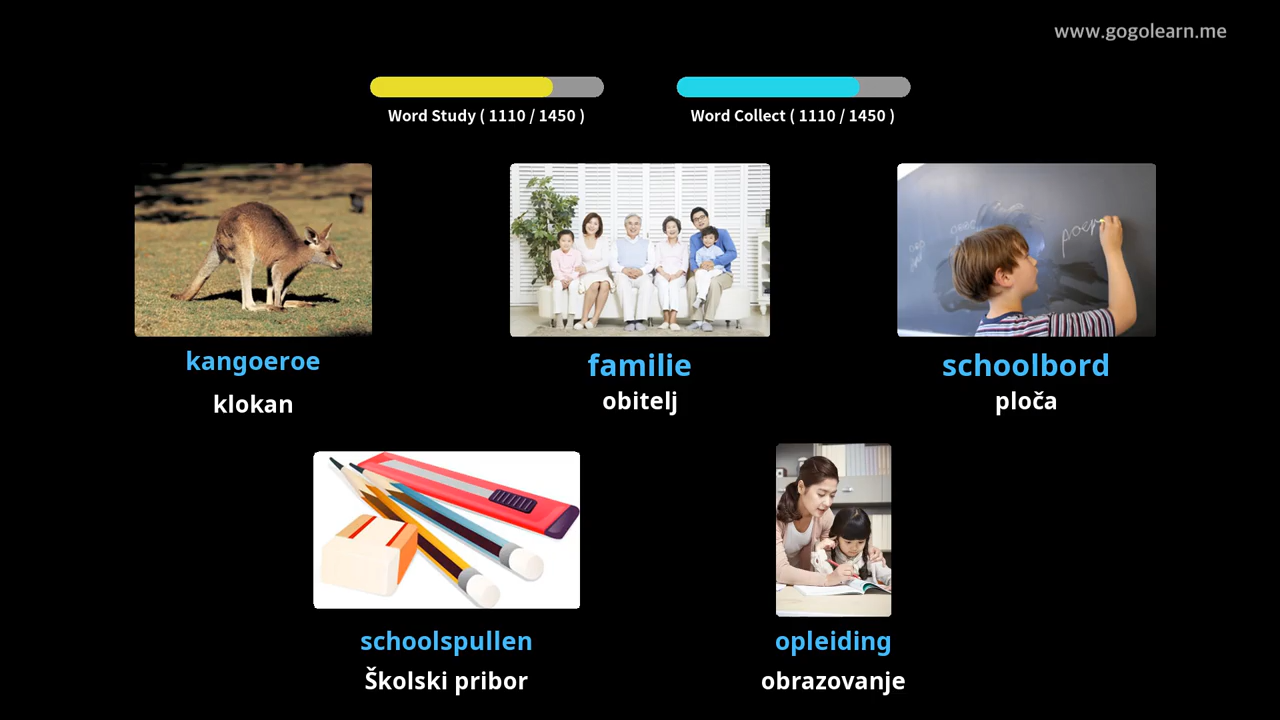 www.gogolearn.me
Word Study ( 1110 / 1450 )
Word Collect ( 1110 / 1450 )
kangoeroe
klokan
familie
obitelj
schoolbord
ploča
poem
schoolspullen
Školski pribor
opleiding
obrazovanje